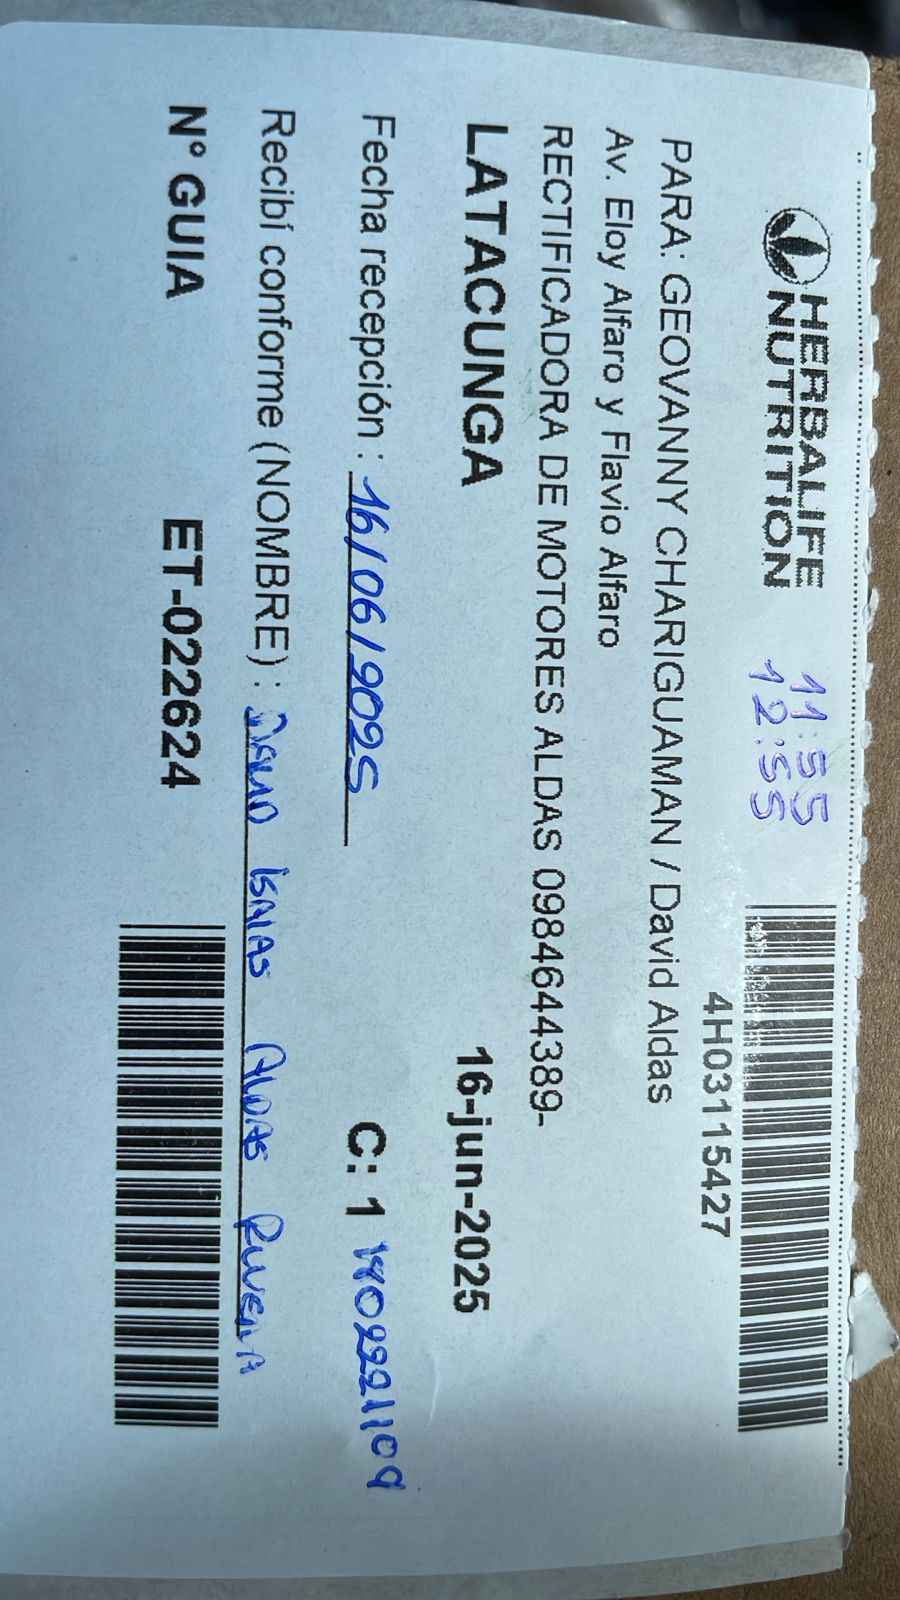 HERBALIFE
NUTRITION
11:55
12:55
4H03115427
PARA: GEOVANNY CHARIGUAMAN / David Aldas
Av. Eloy Alfaro y Flavio Alfaro
RECTIFICADORA DE MOTORES ALDAS 0984644389-
LATACUNGA 16-jun-2025
Fecha recepción : 16/06/2025 C: 1 1802221109
Recibí conforme (NOMBRE) : DAVID ISAIAS ALDAS RIVERA
N° GUIA ET-022624